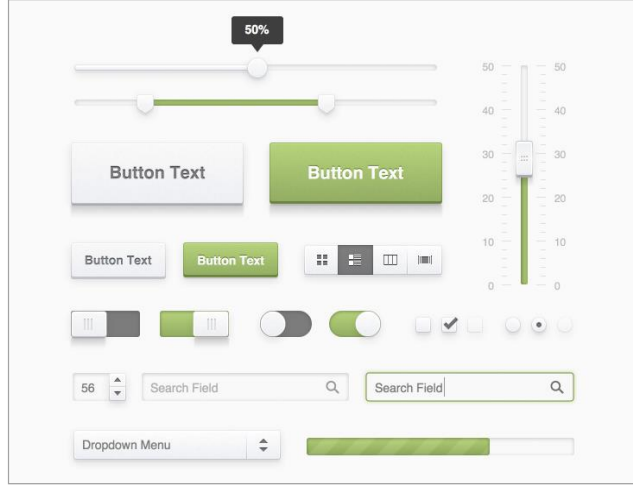 50%
50 50
40 40
30 30
20 20
10 10
0 0
Button Text Button Text
Button Text Button Text
56 Search Field Search Field
Dropdown Menu